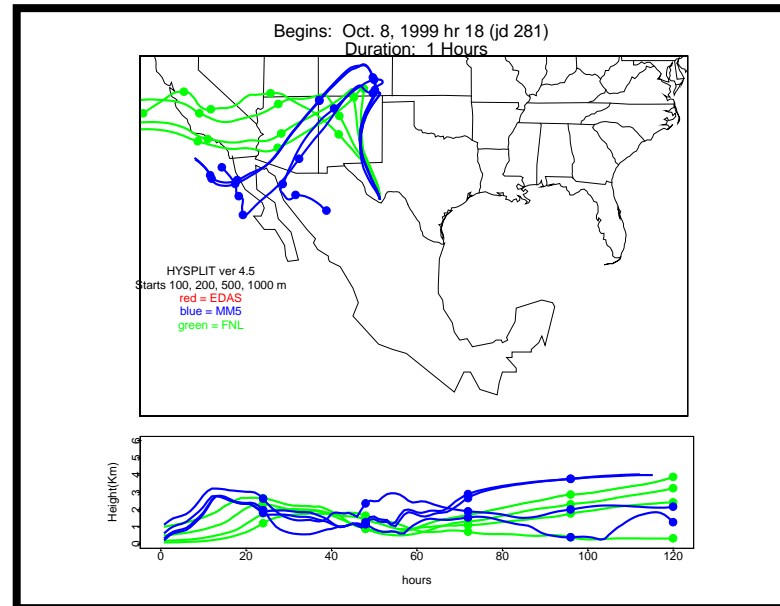 Begins: Oct. 8, 1999 hr 18 (jd 281)
Duration: 1 Hours
HYSPLIT ver 4.5
Starts 100, 200, 500, 1000 m
red = EDAS
blue = MM5
green = FNL
Height(Km)
6
5
4
3
2
1
0
0 20 40 60 80 100 120
hours